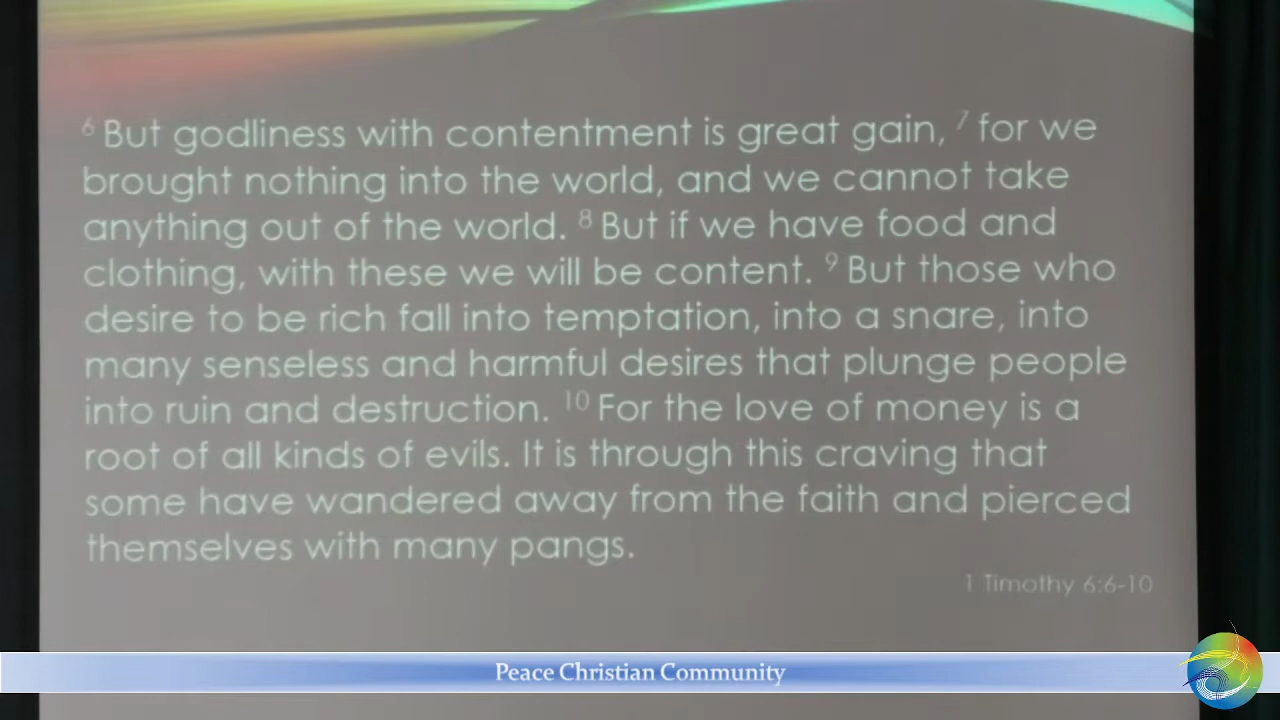 6 But godliness with contentment is great gain, 7 for we
brought nothing into the world, and we cannot take
anything out of the world. 8 But if we have food and
clothing, with these we will be content. 9 But those who
desire to be rich fall into temptation, into a snare, into
many senseless and harmful desires that plunge people
into ruin and destruction. 10 For the love of money is a
root of all kinds of evils. It is through this craving that
some have wandered away from the faith and pierced
themselves with many pangs.
1 Timothy 6:6-10
Peace Christian Community